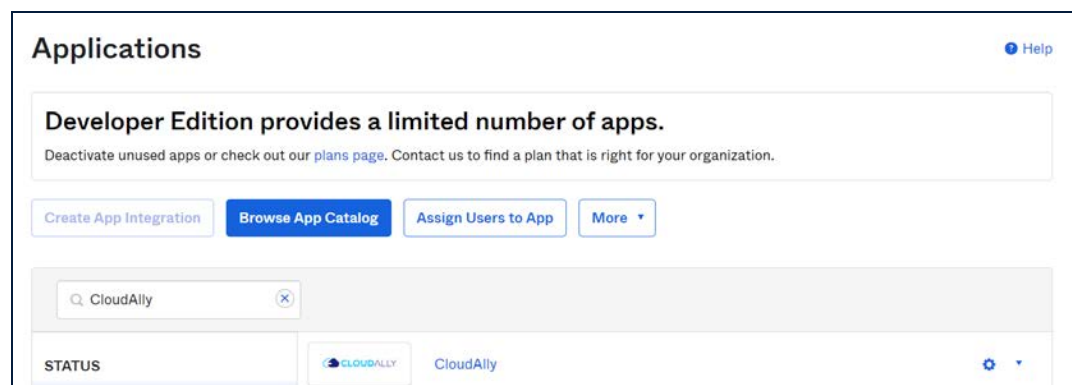 Applications
Help
Developer Edition provides a limited number of apps.
Deactivate unused apps or check out our plans page. Contact us to find a plan that is right for your organization.
Create App Integration
Browse App Catalog
Assign Users to App
More
CloudAlly
STATUS
CLOUDALLY
CloudAlly